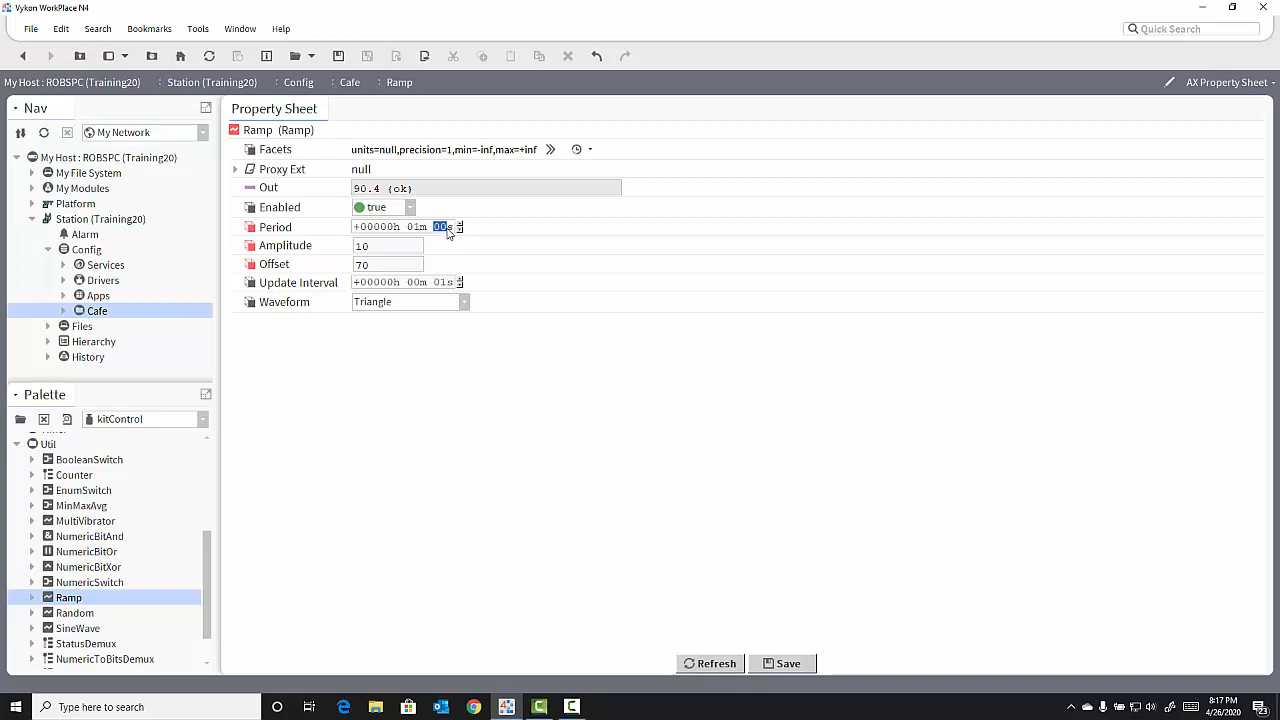 Vykon WorkPlace N4
File Edit Search Bookmarks Tools Window Help
Quick Search
My Host : ROBSPC (Training20) : Station (Training20) : Config : Cafe : Ramp
AX Property Sheet
Nav
My Network
My Host : ROBSPC (Training20)
My File System
My Modules
Platform
Station (Training20)
Alarm
Config
Services
Drivers
Apps
Cafe
Files
Hierarchy
History
Palette
kitControl
Util
BooleanSwitch
Counter
EnumSwitch
MinMaxAvg
MultiVibrator
NumericBitAnd
NumericBitOr
NumericBitXor
NumericSwitch
Ramp
Random
SineWave
StatusDemux
NumericToBitsDemux
Property Sheet
Ramp (Ramp)
Facets units=null,precision=1,min=-inf,max=+inf
Proxy Ext null
Out 90.4 {ok}
Enabled true
Period +00000h 01m 00s
Amplitude 10
Offset 70
Update Interval +00000h 00m 01s
Waveform Triangle
Refresh Save
Type here to search
8:17 PM
4/26/2020